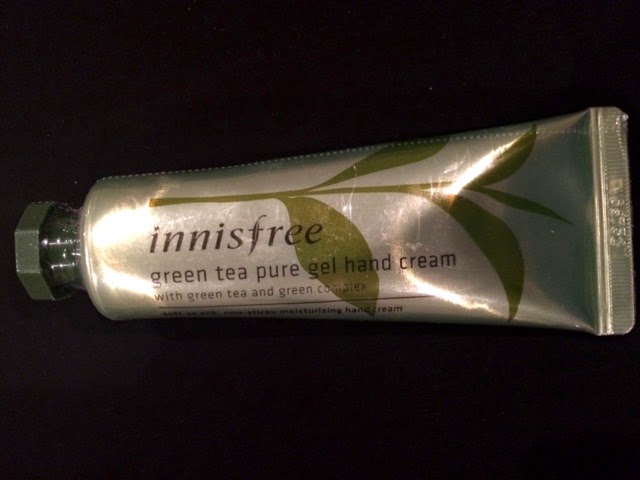 innisfree
green tea pure gel hand cream
with green tea and green complex
soft as silk, non-sticky moisturizing hand cream